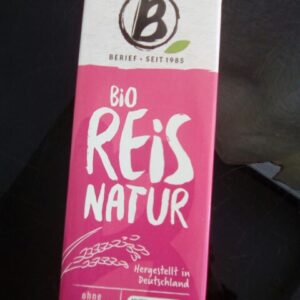 B
BERIEF • SEIT 1985
BiO
REiS
NATUR
Hergestellt in
Deutschland
ohne